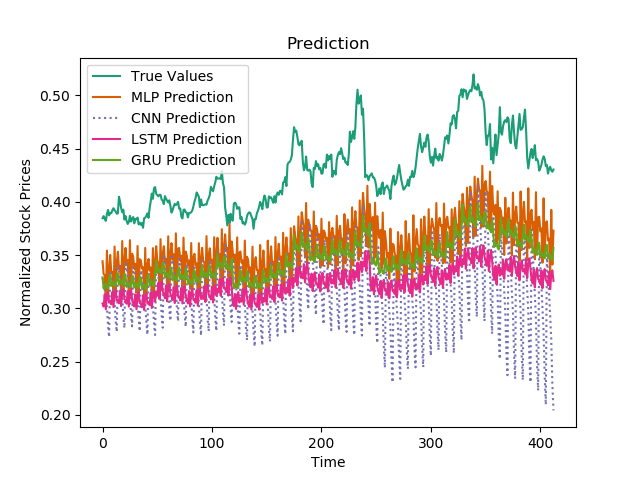 Prediction
True Values
MLP Prediction
CNN Prediction
LSTM Prediction
GRU Prediction
Normalized Stock Prices
0.50
0.45
0.40
0.35
0.30
0.25
0.20
0
100
200
300
400
Time